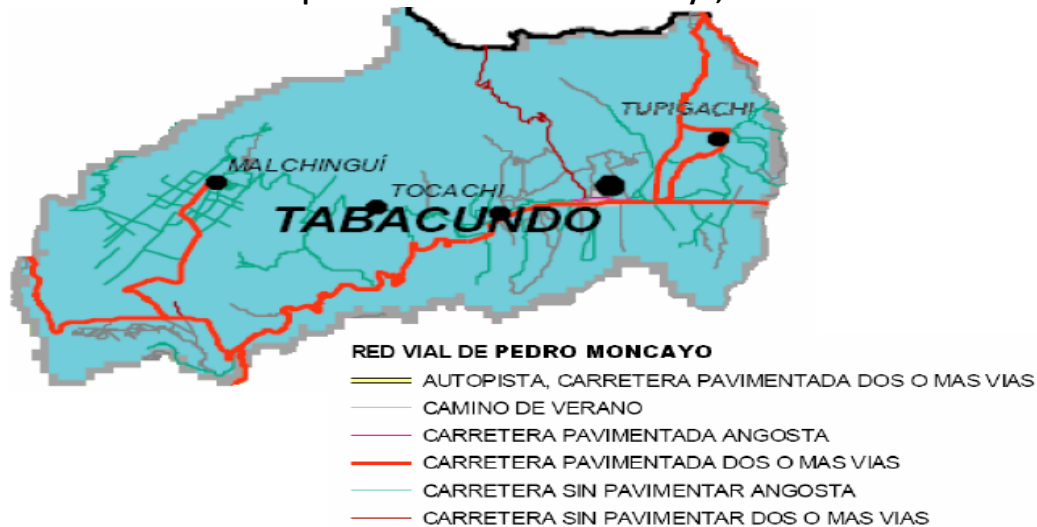 TUPIGACHI
MALCHINGUÍ
TOCACHI
TABACUNDO
RED VIAL DE PEDRO MONCAYO
AUTOPISTA, CARRETERA PAVIMENTADA DOS O MAS VIAS
CAMINO DE VERANO
CARRETERA PAVIMENTADA ANGOSTA
CARRETERA PAVIMENTADA DOS O MAS VIAS
CARRETERA SIN PAVIMENTAR ANGOSTA
CARRETERA SIN PAVIMENTAR DOS O MAS VIAS